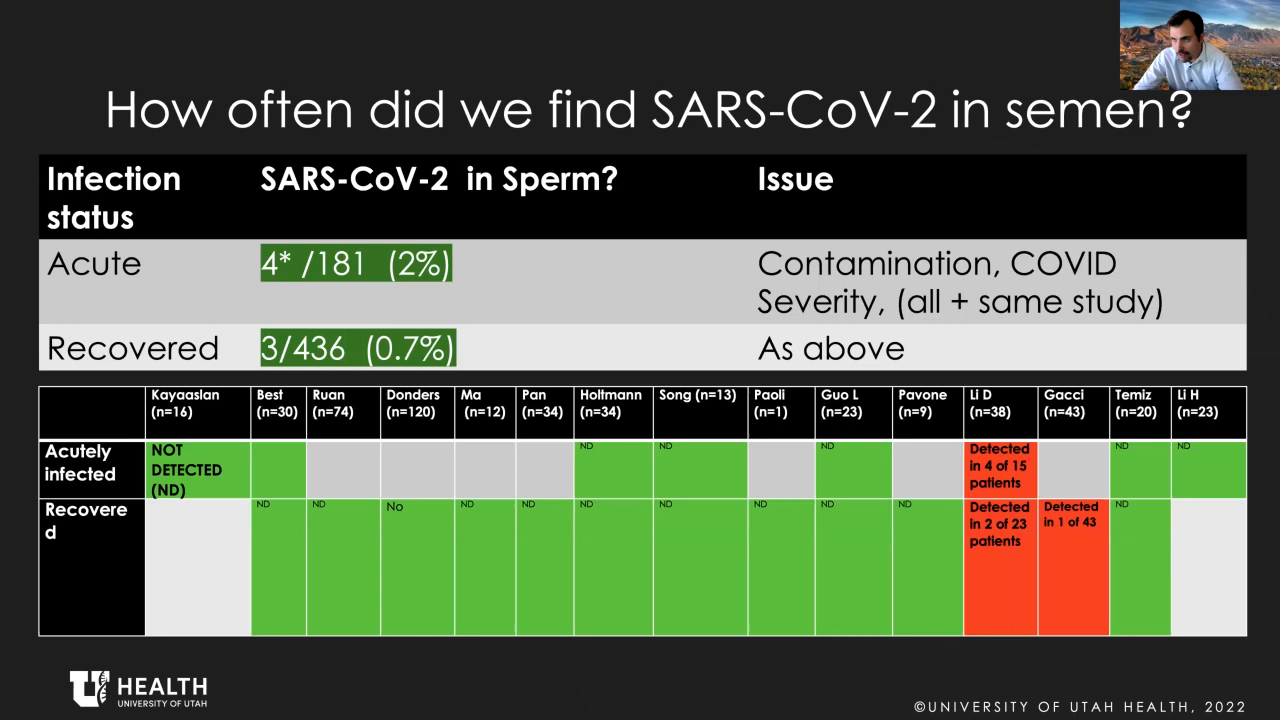 How often did we find SARS-CoV-2 in semen?
Infection status
SARS-CoV-2 in Sperm?
Issue
Acute
4* /181 (2%)
Contamination, COVID
Severity, (all + same study)
Recovered
3/436 (0.7%)
As above
Kayaaslan (n=16)
Best (n=30)
Ruan (n=74)
Donders (n=120)
Ma (n=12)
Pan (n=34)
Holtmann (n=34)
Song (n=13)
Paoli (n=1)
Guo L (n=23)
Pavone (n=9)
Li D (n=38)
Gacci (n=43)
Temiz (n=20)
Li H (n=23)
Acutely infected
NOT DETECTED (ND)
ND
ND
ND
Detected in 4 of 15 patients
ND
ND
Recovere
d
ND
ND
No
ND
ND
ND
ND
ND
ND
ND
Detected in 2 of 23 patients
Detected in 1 of 43
ND
U HEALTH
UNIVERSITY OF UTAH
©UNIVERSITY OF UTAH HEALTH, 2022